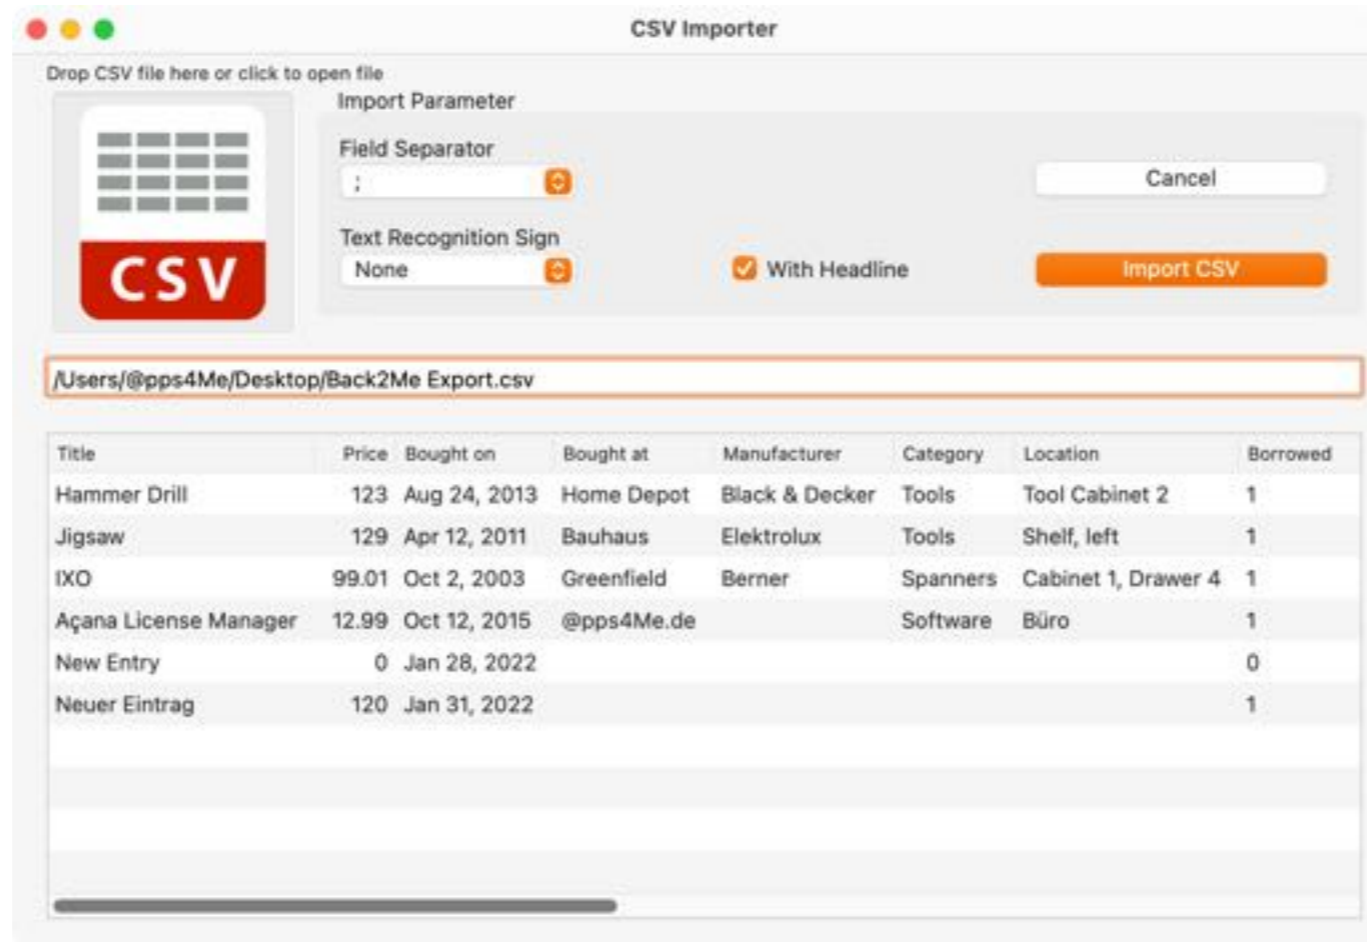 CSV Importer
Drop CSV file here or click to open file
Import Parameter
Field Separator
;
Cancel
Text Recognition Sign
None
With Headline
Import CSV
CSV
/Users/@pps4Me/Desktop/Back2Me Export.csv
Title Price Bought on Bought at Manufacturer Category Location Borrowed
Hammer Drill 123 Aug 24, 2013 Home Depot Black & Decker Tools Tool Cabinet 2 1
Jigsaw 129 Apr 12, 2011 Bauhaus Elektrolux Tools Shelf, left 1
IXO 99.01 Oct 2, 2003 Greenfield Berner Spanners Cabinet 1, Drawer 4 1
Açana License Manager 12.99 Oct 12, 2015 @pps4Me.de Software Büro 1
New Entry 0 Jan 28, 2022 0
Neuer Eintrag 120 Jan 31, 2022 1